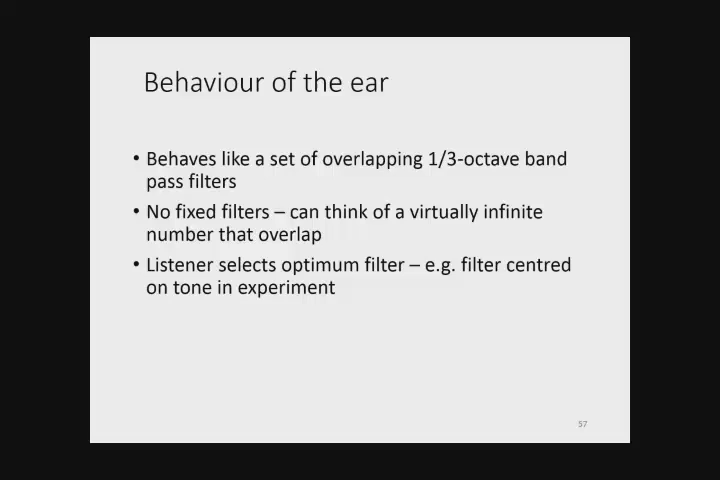 Behaviour of the ear
• Behaves like a set of overlapping 1/3-octave band
pass filters
• No fixed filters – can think of a virtually infinite
number that overlap
• Listener selects optimum filter – e.g. filter centred
on tone in experiment
57